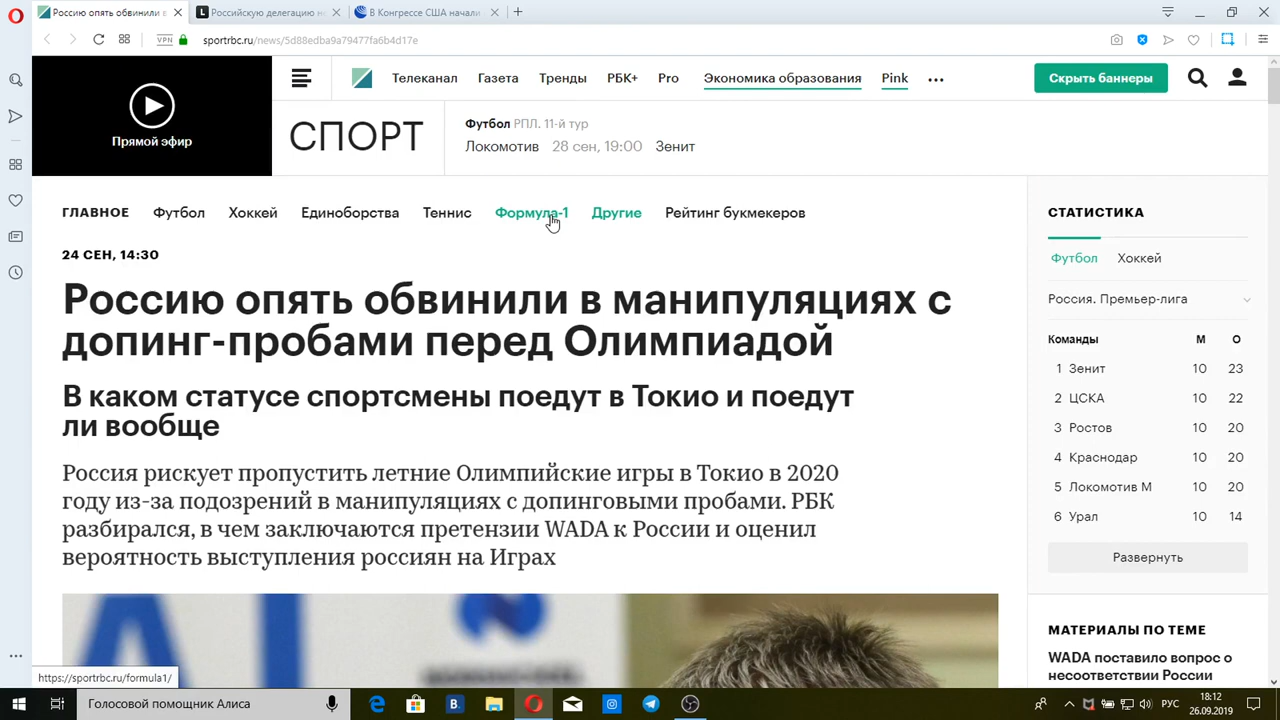 Россию опять обвинили в
Российскую делегацию не
В Конгрессе США начали
VPN
sportrbc.ru/news/5d88edba9a79477fa6b4d17e
Прямой эфир
Телеканал
Газета
Тренды
РБК+
Pro
Экономика образования
Pink
Скрыть баннеры
СПОРТ
Футбол РПЛ. 11-й тур
Локомотив 28 сен, 19:00 Зенит
ГЛАВНОЕ
Футбол
Хоккей
Единоборства
Теннис
Формула-1
Другие
Рейтинг букмекеров
24 СЕН, 14:30
Россию опять обвинили в манипуляциях с
допинг-пробами перед Олимпиадой
В каком статусе спортсмены поедут в Токио и поедут
ли вообще
Россия рискует пропустить летние Олимпийские игры в Токио в 2020
году из-за подозрений в манипуляциях с допинговыми пробами. РБК
разбирался, в чем заключаются претензии WADA к России и оценил
вероятность выступления россиян на Играх
СТАТИСТИКА
Футбол
Хоккей
Россия. Премьер-лига
Команды М О
1 Зенит 10 23
2 ЦСКА 10 22
3 Ростов 10 20
4 Краснодар 10 20
5 Локомотив М 10 20
6 Урал 10 14
Развернуть
МАТЕРИАЛЫ ПО ТЕМЕ
WADA поставило вопрос о
несоответствии России
https://sportrbc.ru/formula1/
Голосовой помощник Алиса
РУС
18:12
26.09.2019